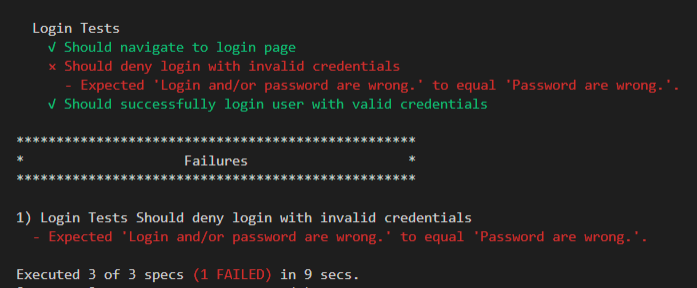 Login Tests
√ Should navigate to login page
× Should deny login with invalid credentials
- Expected 'Login and/or password are wrong.' to equal 'Password are wrong.'.
√ Should successfully login user with valid credentials
**************************************************
* Failures *
**************************************************
1) Login Tests Should deny login with invalid credentials
- Expected 'Login and/or password are wrong.' to equal 'Password are wrong.'.
Executed 3 of 3 specs (1 FAILED) in 9 secs.